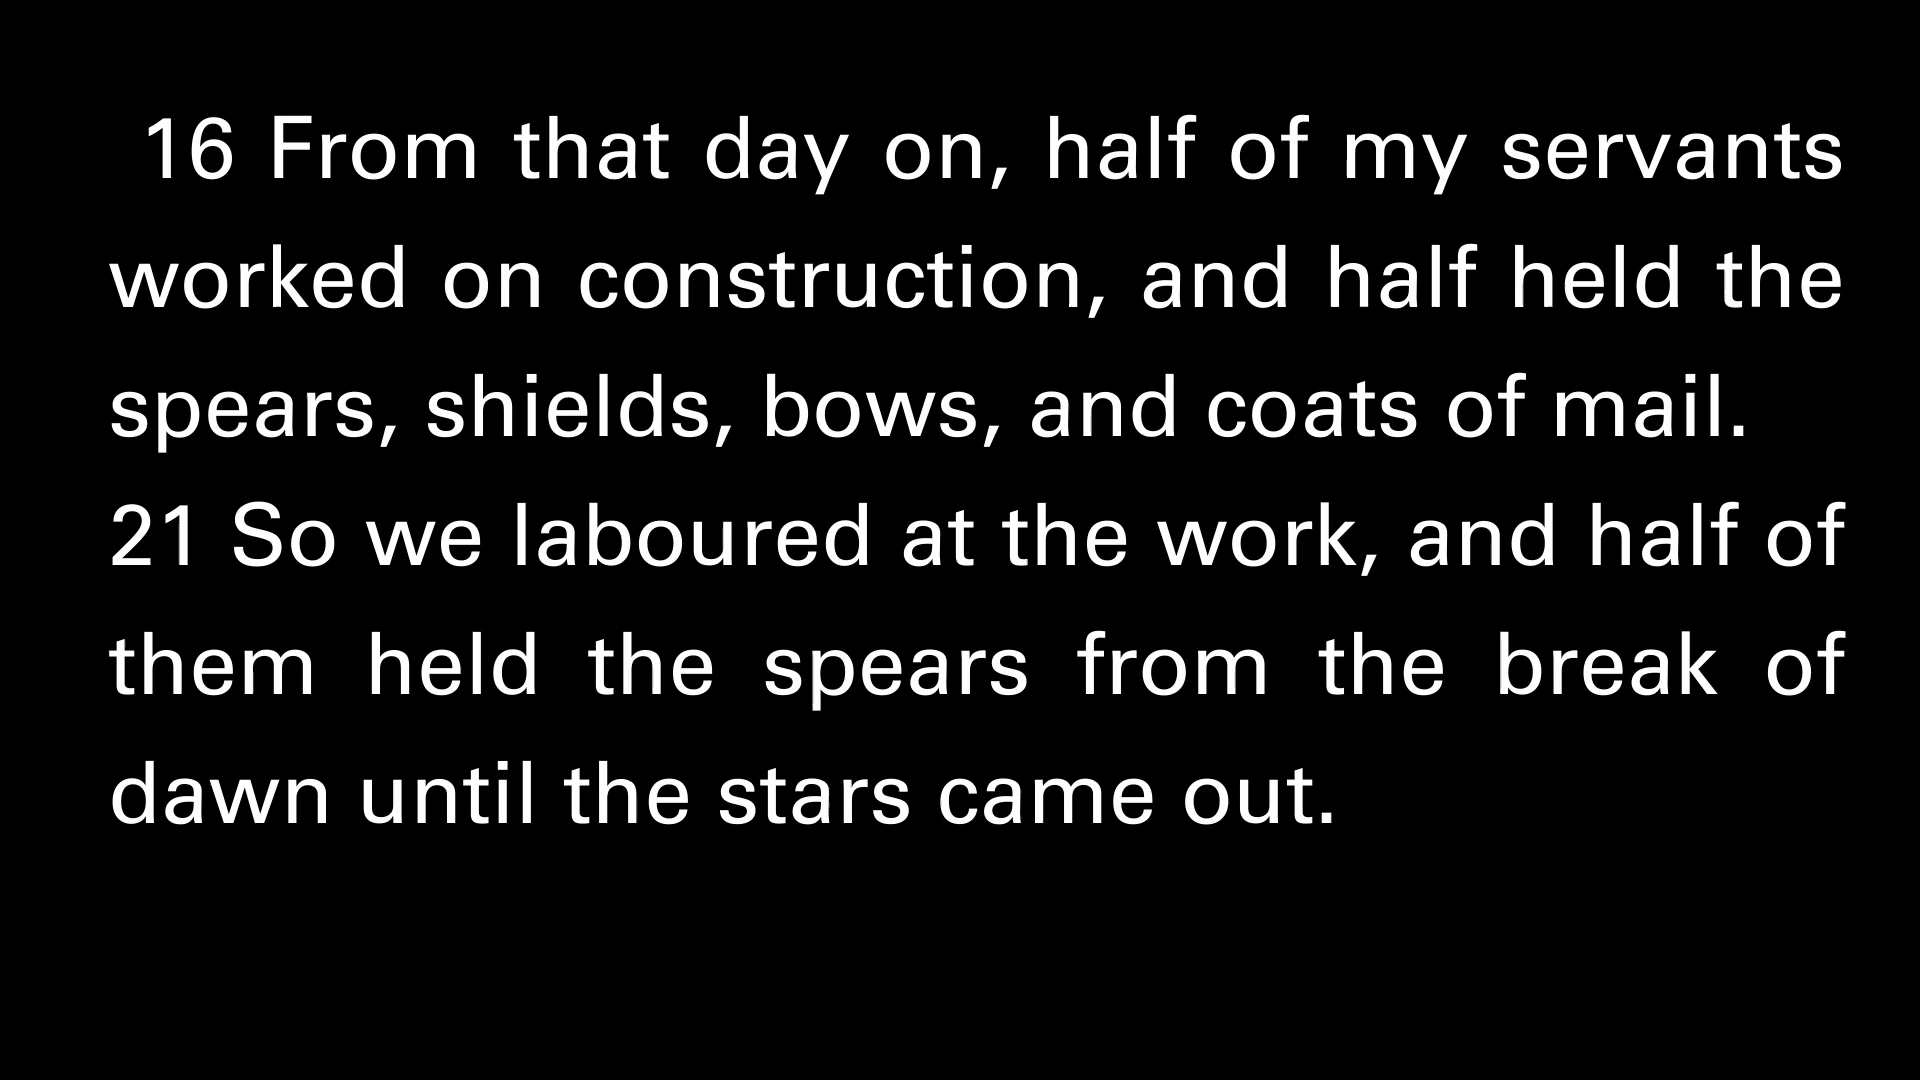 16 From that day on, half of my servants
worked on construction, and half held the
spears, shields, bows, and coats of mail.
21 So we laboured at the work, and half of
them held the spears from the break of
dawn until the stars came out.